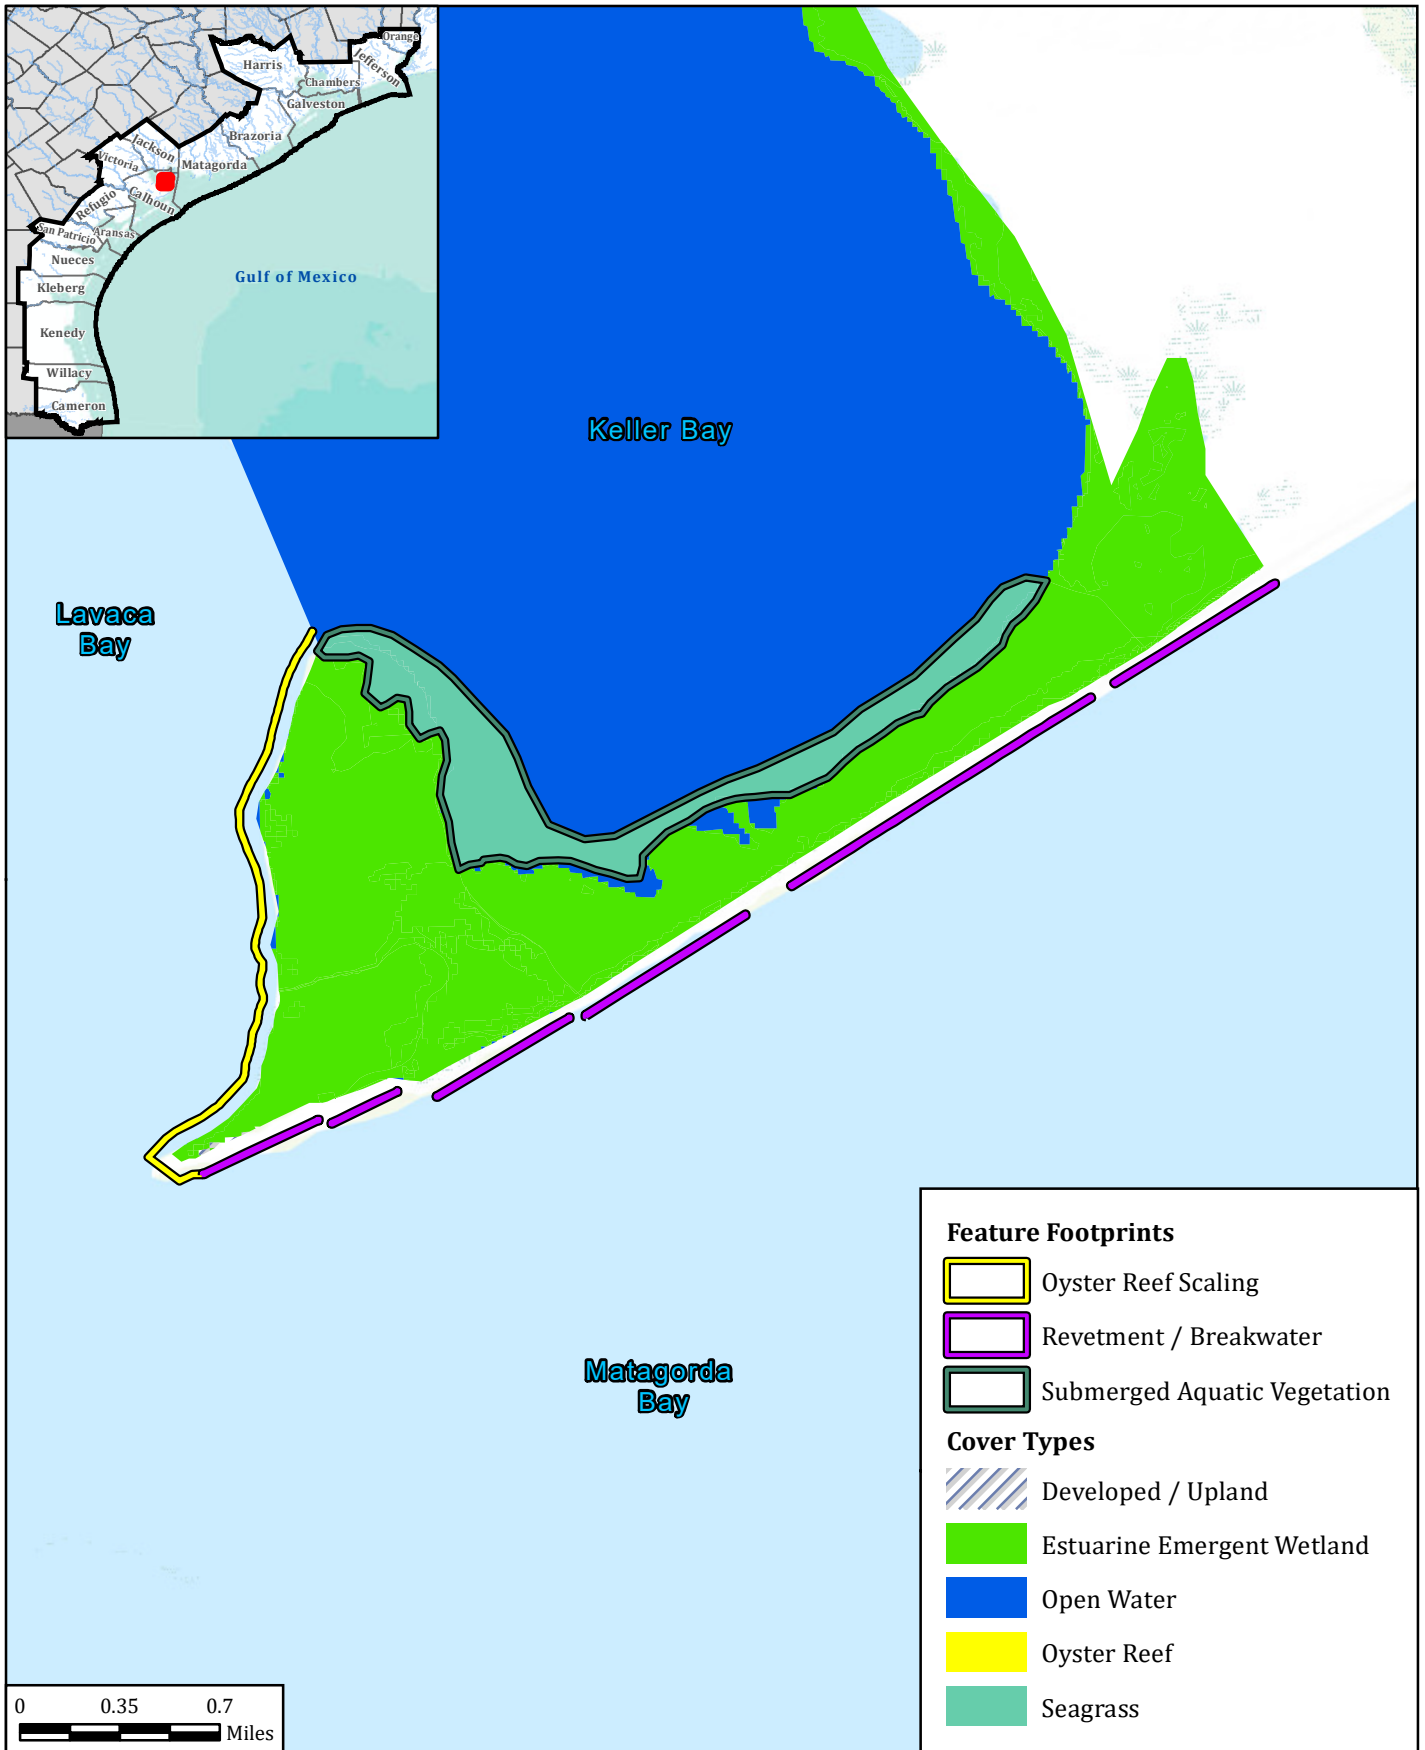 Orange
Harris
Jefferson
Chambers
Galveston
Brazoria
Jackson
Victoria
Matagorda
Calhoun
Refugio
San Patricio
Aransas
Nueces
Gulf of Mexico
Kleberg
Kenedy
Willacy
Cameron
Keller Bay
Lavaca
Bay
Matagorda
Bay
Feature Footprints
Oyster Reef Scaling
Revetment / Breakwater
Submerged Aquatic Vegetation
Cover Types
Developed / Upland
Estuarine Emergent Wetland
Open Water
Oyster Reef
Seagrass
0 0.35 0.7
Miles